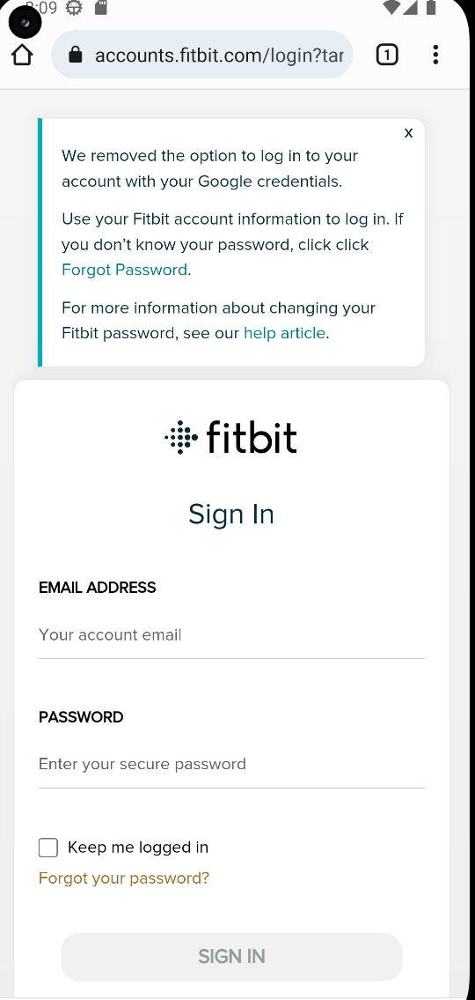 :09
1
accounts.fitbit.com/login?tar
x
We removed the option to log in to your
account with your Google credentials.
Use your Fitbit account information to log in. If
you don’t know your password, click click
Forgot Password.
For more information about changing your
Fitbit password, see our help article.
fitbit
Sign In
EMAIL ADDRESS
Your account email
PASSWORD
Enter your secure password
Keep me logged in
Forgot your password?
SIGN IN